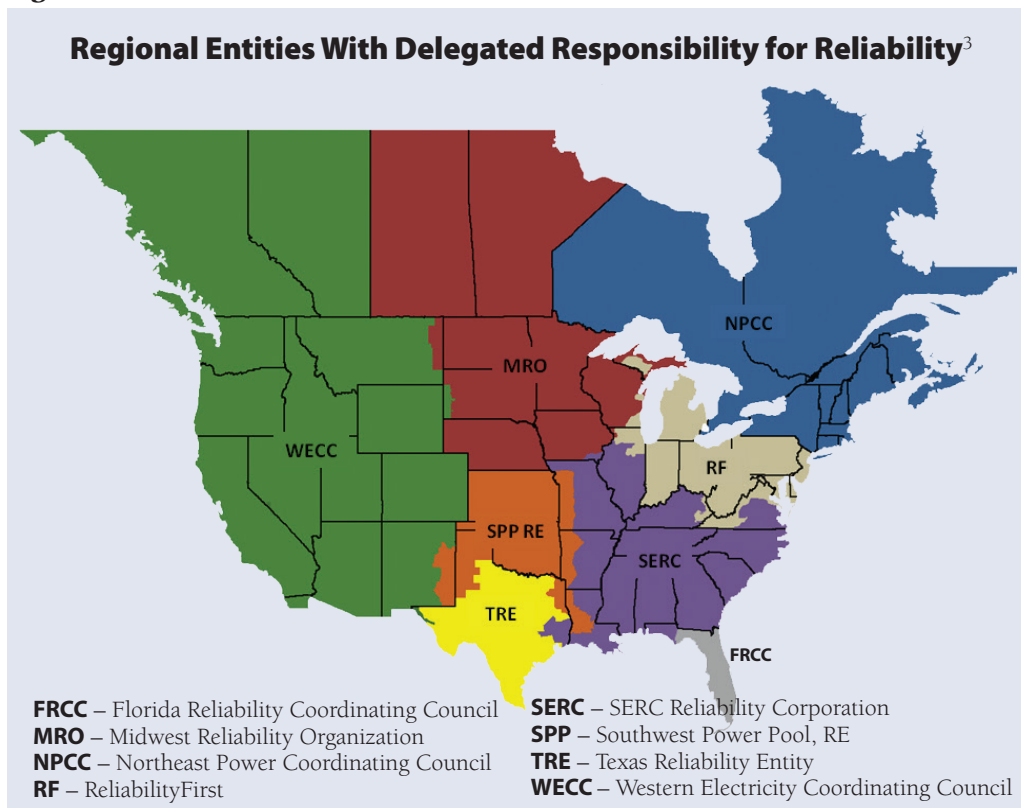 Regional Entities With Delegated Responsibility for Reliability3
NPCC
MRO
WECC
RF
SPP RE
SERC
TRE
FRCC
FRCC – Florida Reliability Coordinating Council
MRO – Midwest Reliability Organization
NPCC – Northeast Power Coordinating Council
RF – ReliabilityFirst
SERC – SERC Reliability Corporation
SPP – Southwest Power Pool, RE
TRE – Texas Reliability Entity
WECC – Western Electricity Coordinating Council